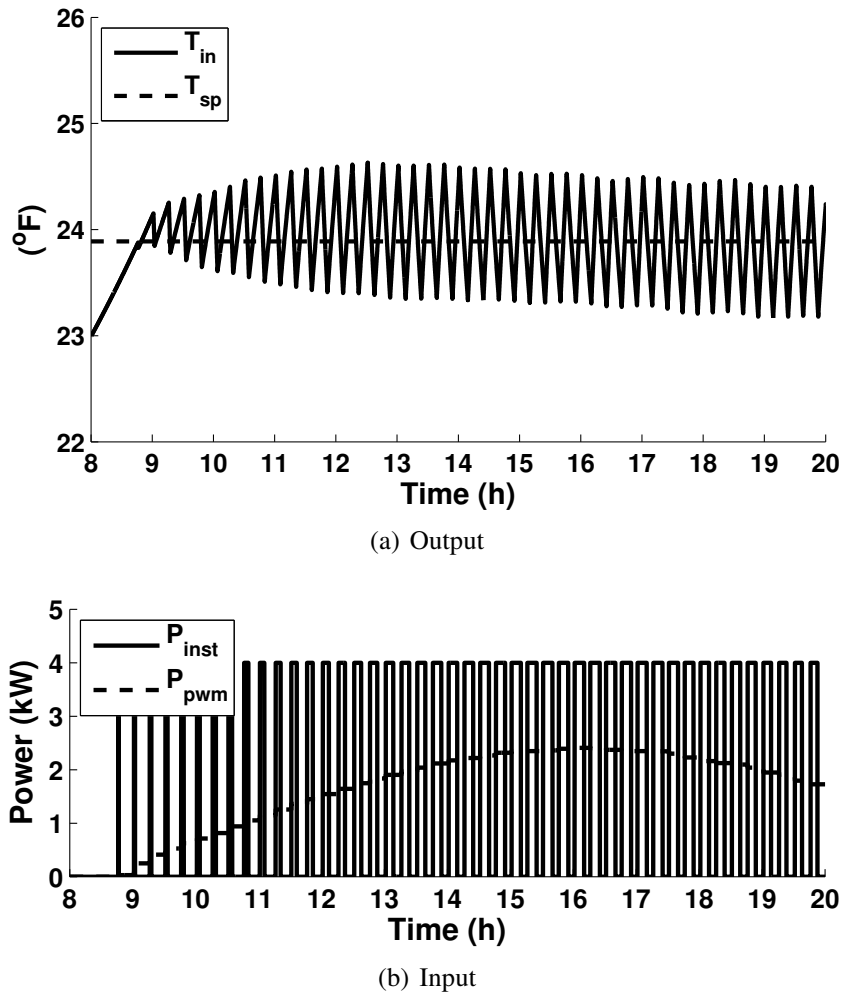 26
25
24
23
22
(°F)
T_in
T_sp
8 9 10 11 12 13 14 15 16 17 18 19 20
Time (h)
(a) Output
5
4
3
2
1
0
Power (kW)
P_inst
P_pwm
8 9 10 11 12 13 14 15 16 17 18 19 20
Time (h)
(b) Input